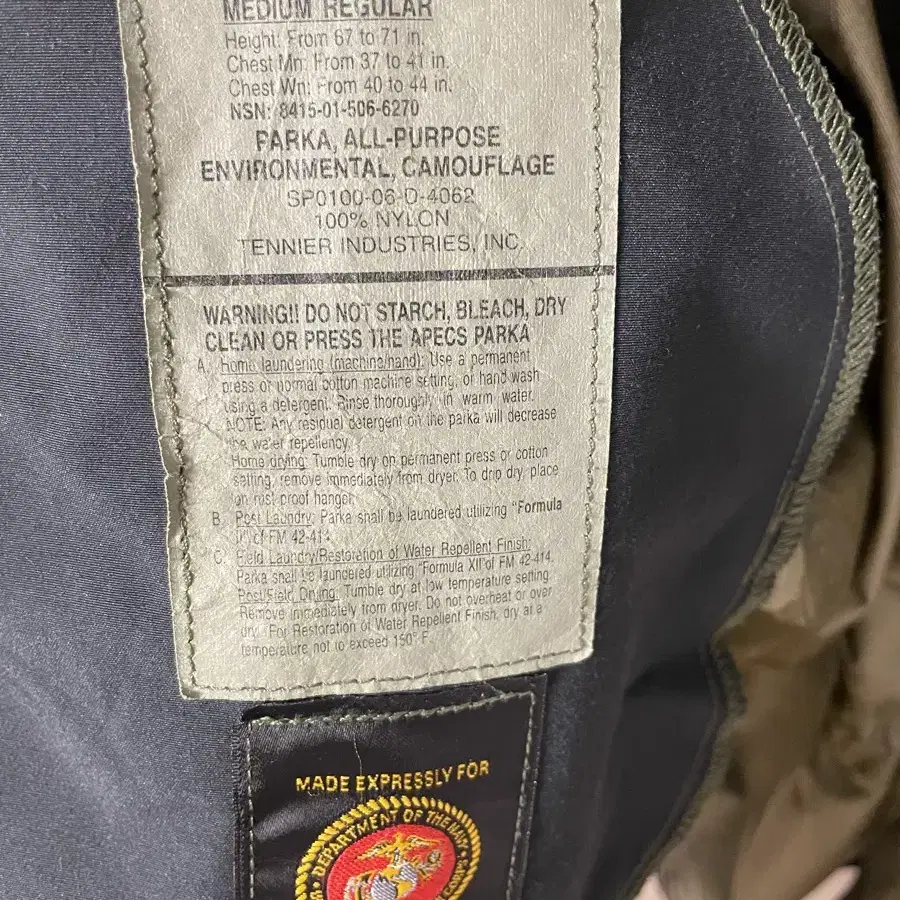 MEDIUM REGULAR
Height: From 67 to 71 in.
Chest Mn: From 37 to 41 in.
Chest Wn: From 40 to 44 in.
NSN: 8415-01-506-6270
PARKA, ALL-PURPOSE
ENVIRONMENTAL, CAMOUFLAGE
SP0100-06-D-4062
100% NYLON
TENNIER INDUSTRIES, INC.
WARNING!! DO NOT STARCH, BLEACH, DRY
CLEAN OR PRESS THE APECS PARKA
A. Home laundering (machine/hand): Use a permanent
press or normal cotton machine setting, or hand wash
using a detergent. Rinse thoroughly in warm water.
NOTE: Any residual detergent on the parka will decrease
the water repellency.
Home drying: Tumble dry on permanent press or cotton
setting, remove immediately from dryer. To drip dry, place
on rust proof hanger.
B. Post Laundry: Parka shall be laundered utilizing "Formula
II" of FM 42-414
C. Field Laundry/Restoration of Water Repellent Finish:
Parka shall be laundered utilizing "Formula XII" of FM 42-414.
Post/Field Drying: Tumble dry at low temperature setting.
Remove immediately from dryer. Do not overheat or over
dry. For Restoration of Water Repellent Finish, dry at a
temperature not to exceed 150° F.
MADE EXPRESSLY FOR
DEPARTMENT OF THE NAVY